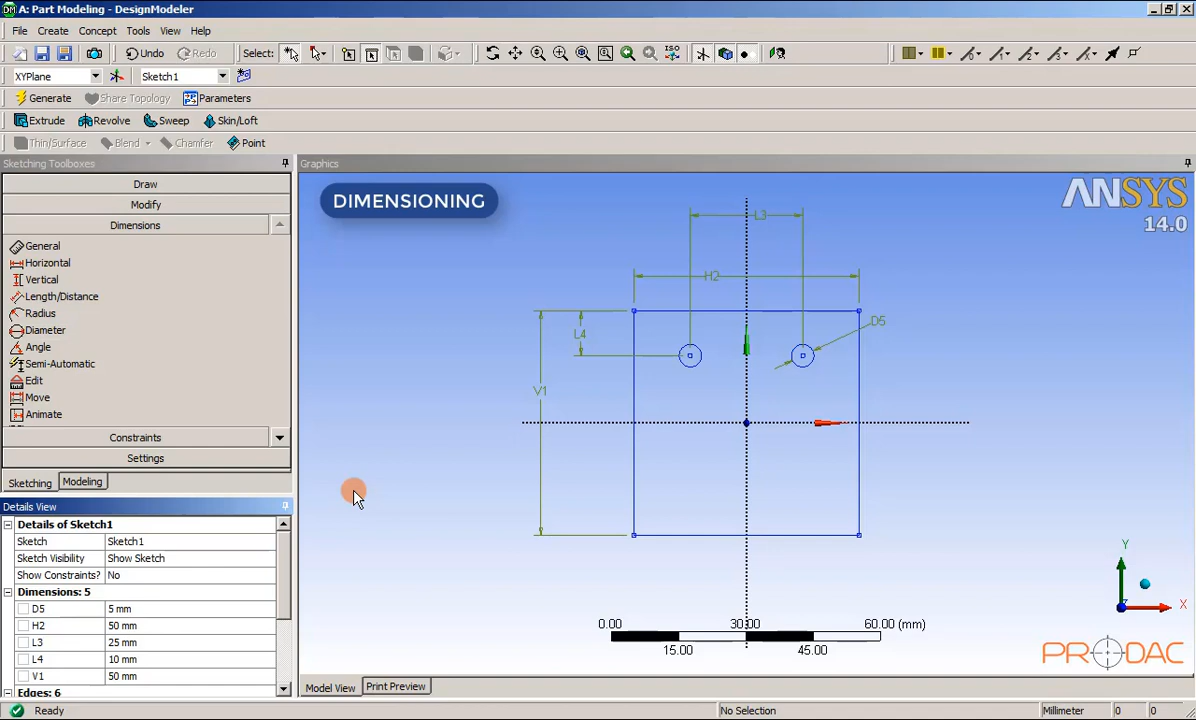 A: Part Modeling - DesignModeler
File Create Concept Tools View Help
Undo Redo Select:
XYPlane Sketch1
Generate Share Topology Parameters
Extrude Revolve Sweep Skin/Loft
Thin/Surface Blend Chamfer Point
Sketching Toolboxes
Draw
Modify
Dimensions
General
Horizontal
Vertical
Length/Distance
Radius
Diameter
Angle
Semi-Automatic
Edit
Move
Animate
Constraints
Settings
Sketching Modeling
Details View
Details of Sketch1
Sketch Sketch1
Sketch Visibility Show Sketch
Show Constraints? No
Dimensions: 5
D5 5 mm
H2 50 mm
L3 25 mm
L4 10 mm
V1 50 mm
Edges: 6
Graphics
DIMENSIONING
ANSYS
14.0
L3
H2
L4
D5
V1
Y
X
0.00 30.00 60.00 (mm)
15.00 45.00
PRODAC
Model View Print Preview
Ready No Selection Millimeter 0 0